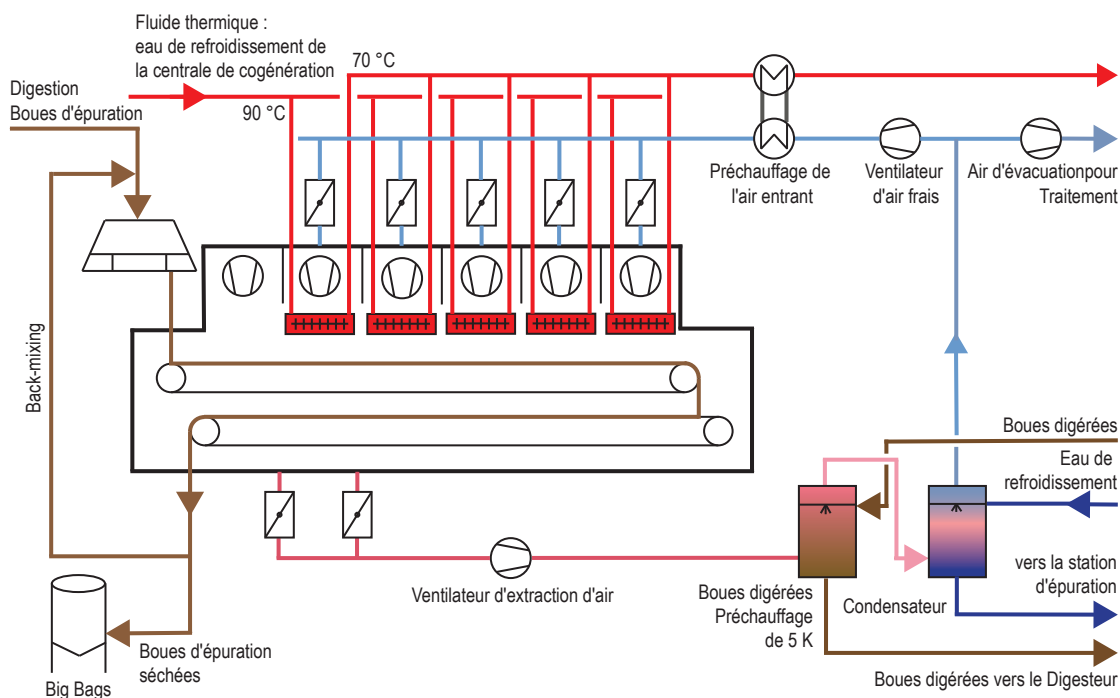 Fluide thermique :
eau de refroidissement de
la centrale de cogénération
70 °C
90 °C
Digestion
Boues d'épuration
Préchauffage de
l'air entrant
Ventilateur
d'air frais
Air d'évacuationpour
Traitement
Back-mixing
Boues digérées
Eau de
refroidissement
vers la station
d'épuration
Ventilateur d'extraction d'air
Boues digérées
Préchauffage
de 5 K
Condensateur
Boues d'épuration
séchées
Big Bags
Boues digérées vers le Digesteur